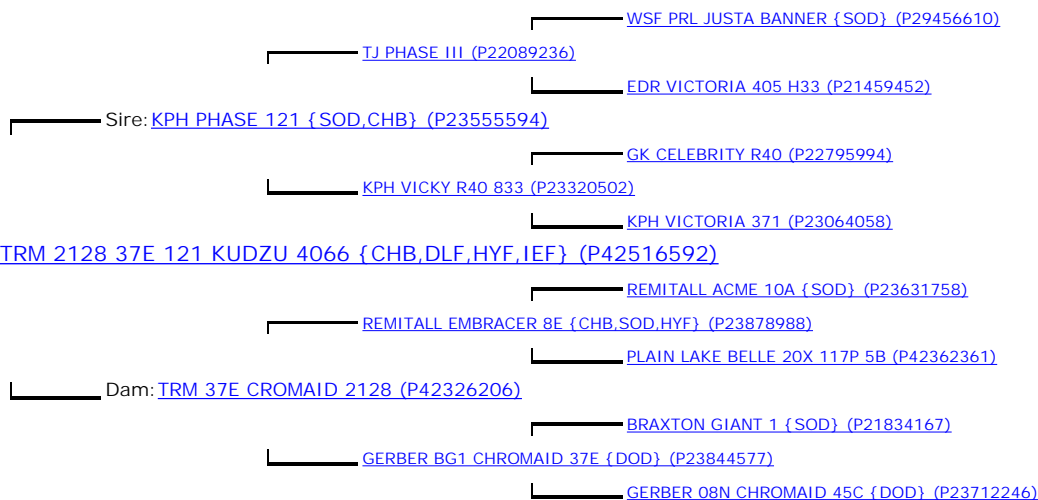 WSF PRL JUSTA BANNER {SOD} (P29456610)
TJ PHASE III (P22089236)
EDR VICTORIA 405 H33 (P21459452)
Sire: KPH PHASE 121 {SOD,CHB} (P23555594)
GK CELEBRITY R40 (P22795994)
KPH VICKY R40 833 (P23320502)
KPH VICTORIA 371 (P23064058)
TRM 2128 37E 121 KUDZU 4066 {CHB,DLF,HYF,IEF} (P42516592)
REMITALL ACME 10A {SOD} (P23631758)
REMITALL EMBRACER 8E {CHB,SOD,HYF} (P23878988)
PLAIN LAKE BELLE 20X 117P 5B (P42362361)
Dam: TRM 37E CROMAID 2128 (P42326206)
BRAXTON GIANT 1 {SOD} (P21834167)
GERBER BG1 CHROMAID 37E {DOD} (P23844577)
GERBER 08N CHROMAID 45C {DOD} (P23712246)